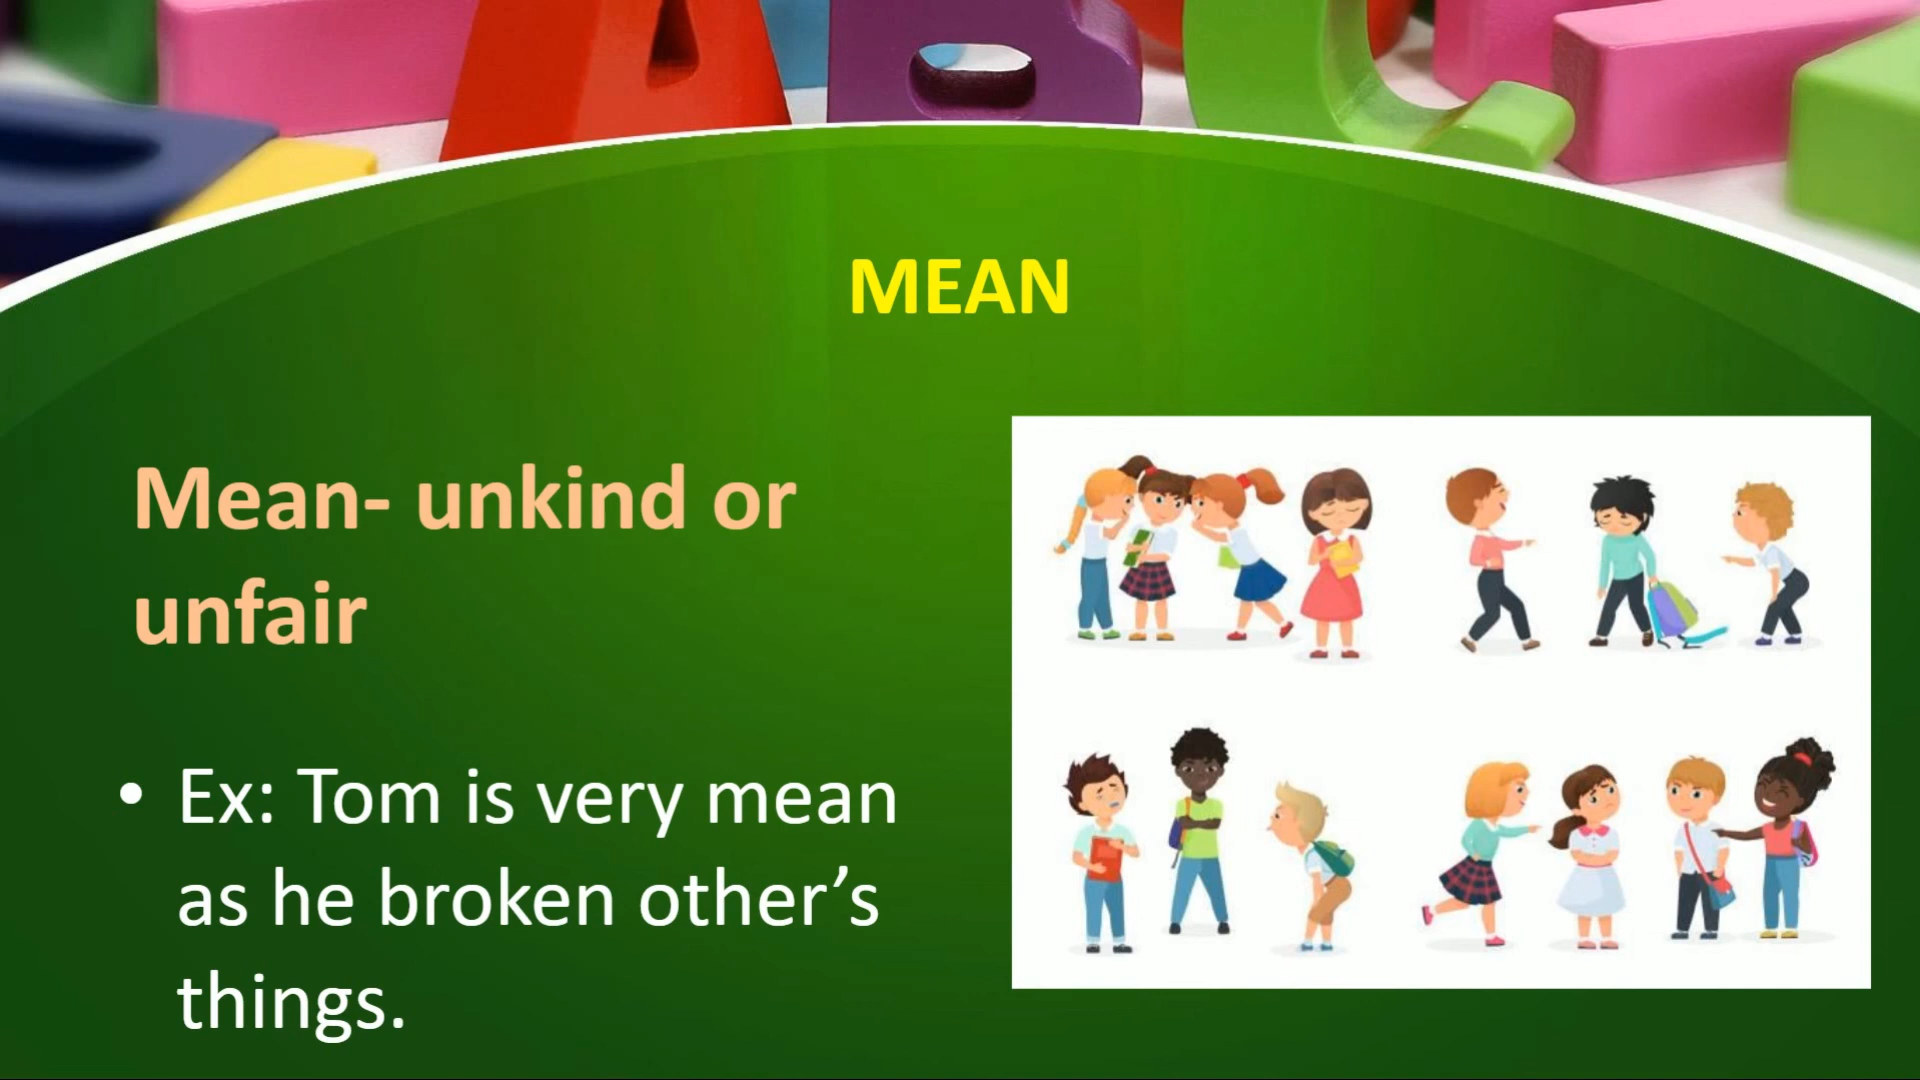 MEAN
Mean- unkind or
unfair
• Ex: Tom is very mean
as he broken other’s
things.